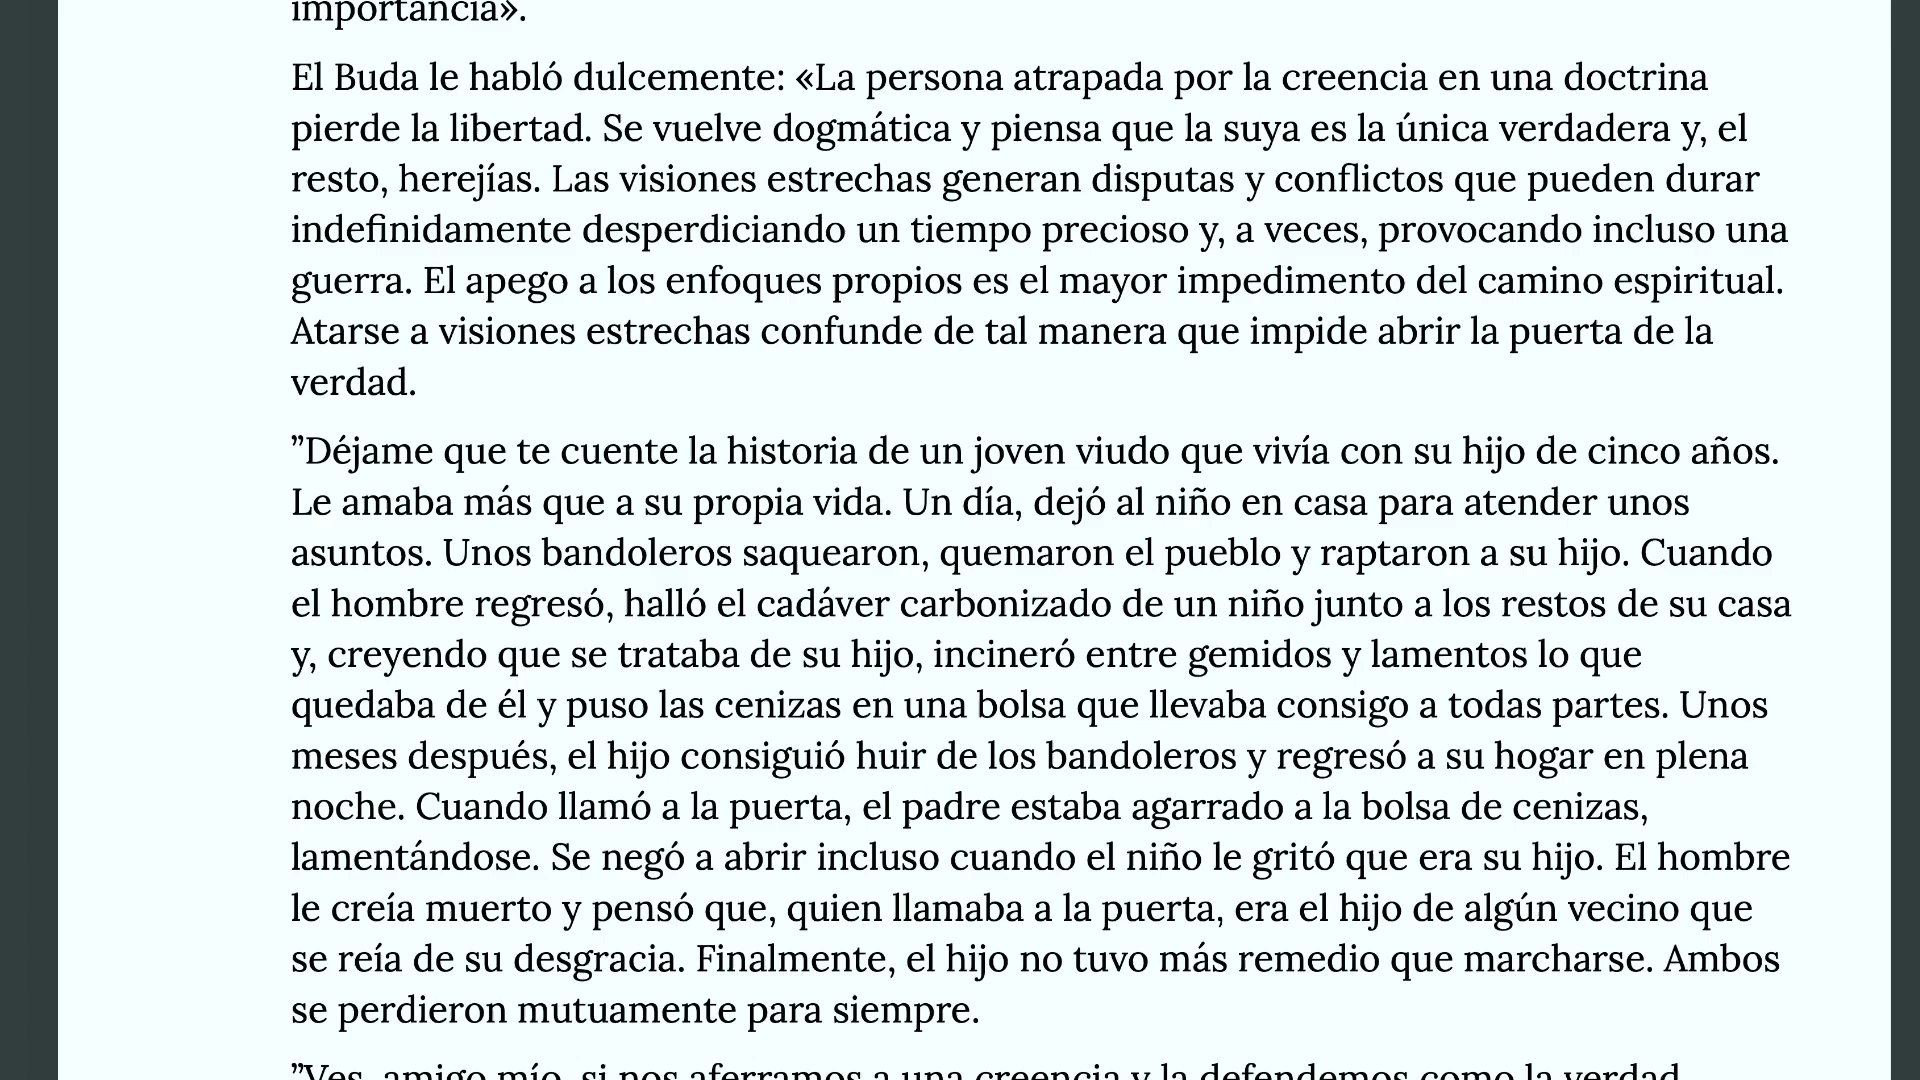 importancia».
El Buda le habló dulcemente: «La persona atrapada por la creencia en una doctrina
pierde la libertad. Se vuelve dogmática y piensa que la suya es la única verdadera y, el
resto, herejías. Las visiones estrechas generan disputas y conflictos que pueden durar
indefinidamente desperdiciando un tiempo precioso y, a veces, provocando incluso una
guerra. El apego a los enfoques propios es el mayor impedimento del camino espiritual.
Atarse a visiones estrechas confunde de tal manera que impide abrir la puerta de la
verdad.
”Déjame que te cuente la historia de un joven viudo que vivía con su hijo de cinco años.
Le amaba más que a su propia vida. Un día, dejó al niño en casa para atender unos
asuntos. Unos bandoleros saquearon, quemaron el pueblo y raptaron a su hijo. Cuando
el hombre regresó, halló el cadáver carbonizado de un niño junto a los restos de su casa
y, creyendo que se trataba de su hijo, incineró entre gemidos y lamentos lo que
quedaba de él y puso las cenizas en una bolsa que llevaba consigo a todas partes. Unos
meses después, el hijo consiguió huir de los bandoleros y regresó a su hogar en plena
noche. Cuando llamó a la puerta, el padre estaba agarrado a la bolsa de cenizas,
lamentándose. Se negó a abrir incluso cuando el niño le gritó que era su hijo. El hombre
le creía muerto y pensó que, quien llamaba a la puerta, era el hijo de algún vecino que
se reía de su desgracia. Finalmente, el hijo no tuvo más remedio que marcharse. Ambos
se perdieron mutuamente para siempre.
”Ves, amigo mío, si nos aferramos a una creencia y la defendemos como la verdad